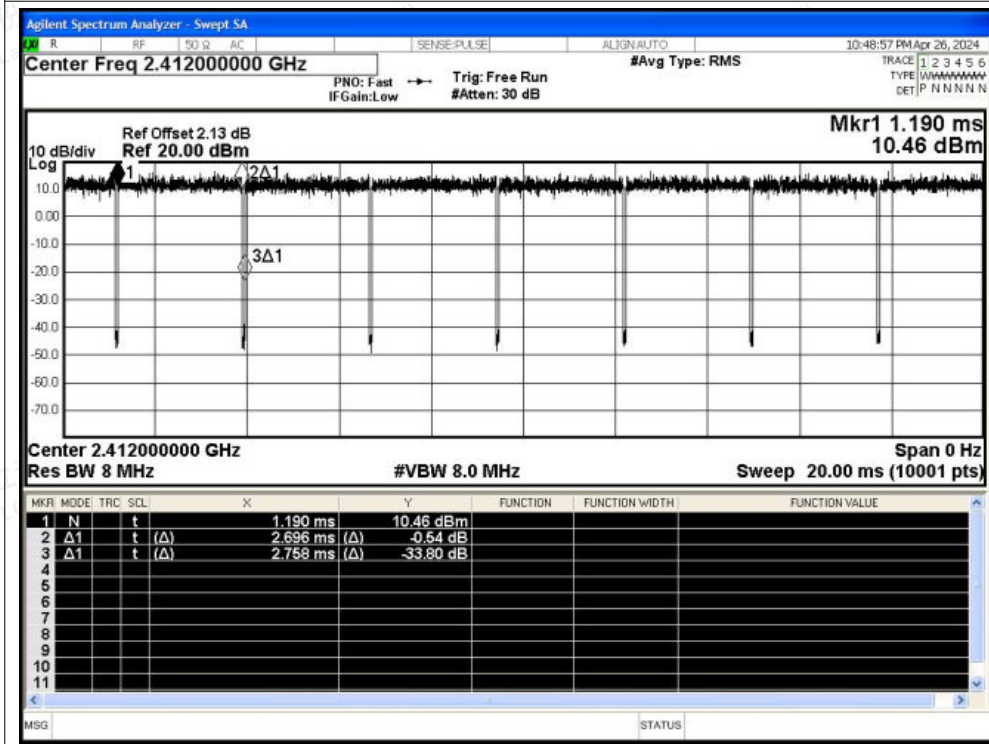 Agilent Spectrum Analyzer - Swept SA
LXI R RF 50 Ω AC SENSE:PULSE ALIGN AUTO 10:48:57 PM Apr 26, 2024
Center Freq 2.412000000 GHz #Avg Type: RMS TRACE 1 2 3 4 5 6
PNO: Fast Trig: Free Run TYPE WWWWWW
IFGain:Low #Atten: 30 dB DET P N N N N N
Mkr1 1.190 ms
Ref Offset 2.13 dB
10 dB/div Ref 20.00 dBm 10.46 dBm
Log
1 2Δ1
10.0
0.00
-10.0
3Δ1
-20.0
-30.0
-40.0
-50.0
-60.0
-70.0
Center 2.412000000 GHz Span 0 Hz
Res BW 8 MHz #VBW 8.0 MHz Sweep 20.00 ms (10001 pts)
MKR MODE TRC SCL X Y FUNCTION FUNCTION WIDTH FUNCTION VALUE
1 N t 1.190 ms 10.46 dBm
2 Δ1 t (Δ) 2.696 ms (Δ) -0.54 dB
3 Δ1 t (Δ) 2.758 ms (Δ) -33.80 dB
4
5
6
7
8
9
10
11
MSG STATUS